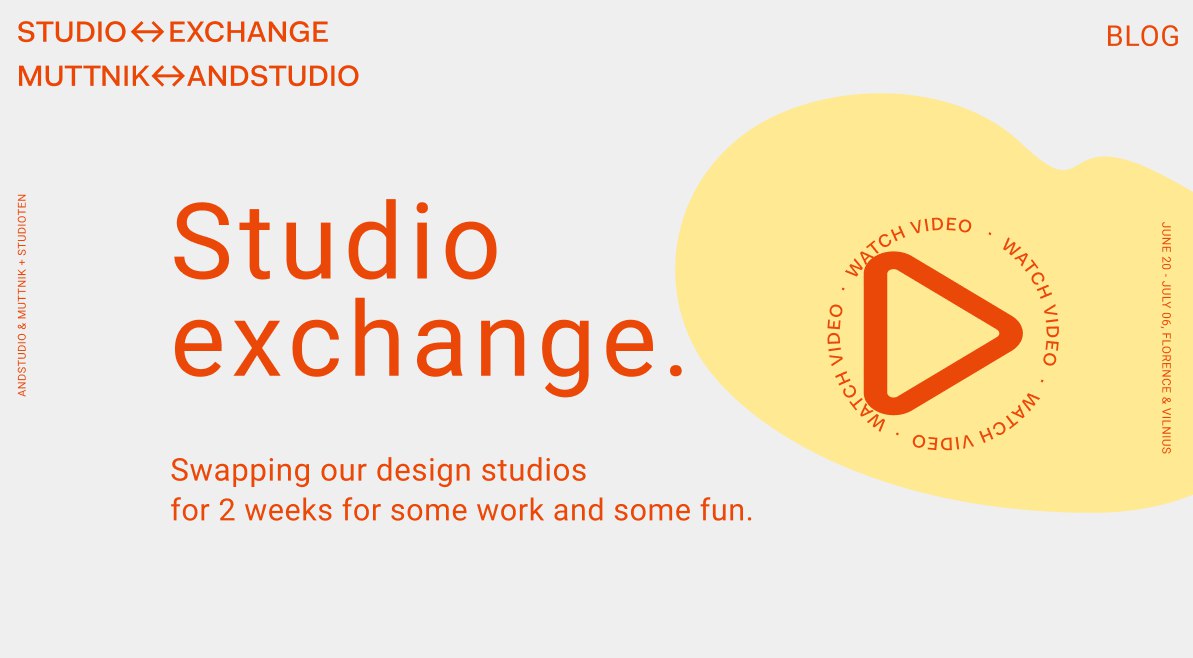 STUDIO↔EXCHANGE
MUTTNIK↔ANDSTUDIO
BLOG
ANDSTUDIO & MUTTNIK + STUDIOTEN
Studio
exchange.
Swapping our design studios
for 2 weeks for some work and some fun.
WATCH VIDEO · WATCH VIDEO · WATCH VIDEO · WATCH VIDEO ·
JUNE 20 - JULY 06, FLORENCE & VILNIUS